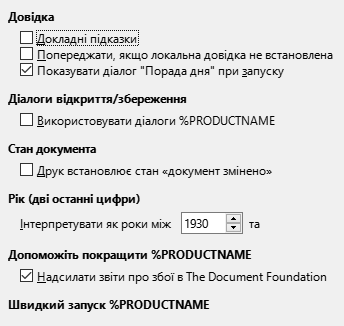 Довідка
Докладні підказки
Попереджати, якщо локальна довідка не встановлена
Показувати діалог "Порада дня" при запуску
Діалоги відкриття/збереження
Використовувати діалоги %PRODUCTNAME
Стан документа
Друк встановлює стан «документ змінено»
Рік (дві останні цифри)
Інтерпретувати як роки між 1930 та
Допоможіть покращити %PRODUCTNAME
Надсилати звіти про збої в The Document Foundation
Швидкий запуск %PRODUCTNAME